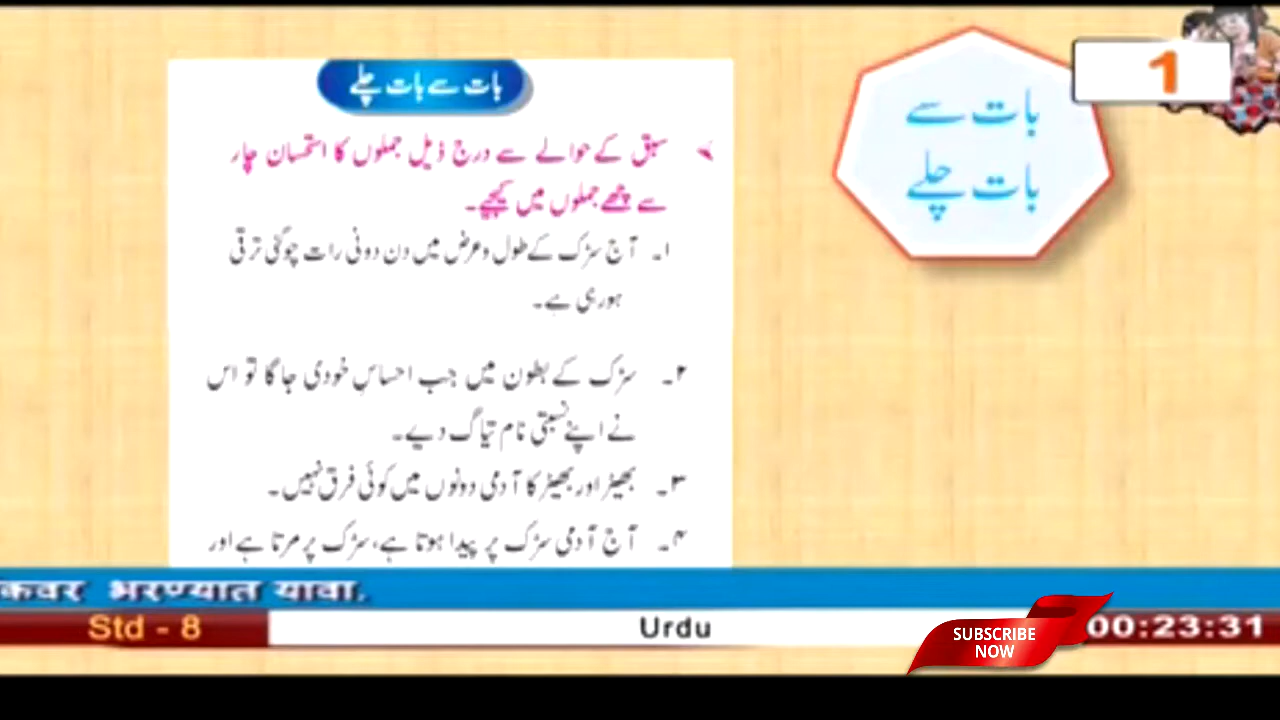 بات سے بات چلے
سبق کے حوالے سے درج ذیل جملوں کا استحسان چار
سے چھے جملوں میں کیجیے۔
۱۔ آج سڑک کے طول و عرض میں دن دونی رات چوگنی ترقی
ہو رہی ہے۔
۲۔ سڑک کے بطون میں جب احساسِ خودی جاگا تو اس
نے اپنے نسبتی نام تیاگ دیے۔
۳۔ بھیڑ اور بھیڑ کا آدمی دونوں میں کوئی فرق نہیں۔
۴۔ آج آدمی سڑک پر پیدا ہوتا ہے، سڑک پر مرتا ہے اور
بات سے
بات چلے
1
कवर भरण्यात यावा.
Std - 8
Urdu
SUBSCRIBE
NOW
00:23:31